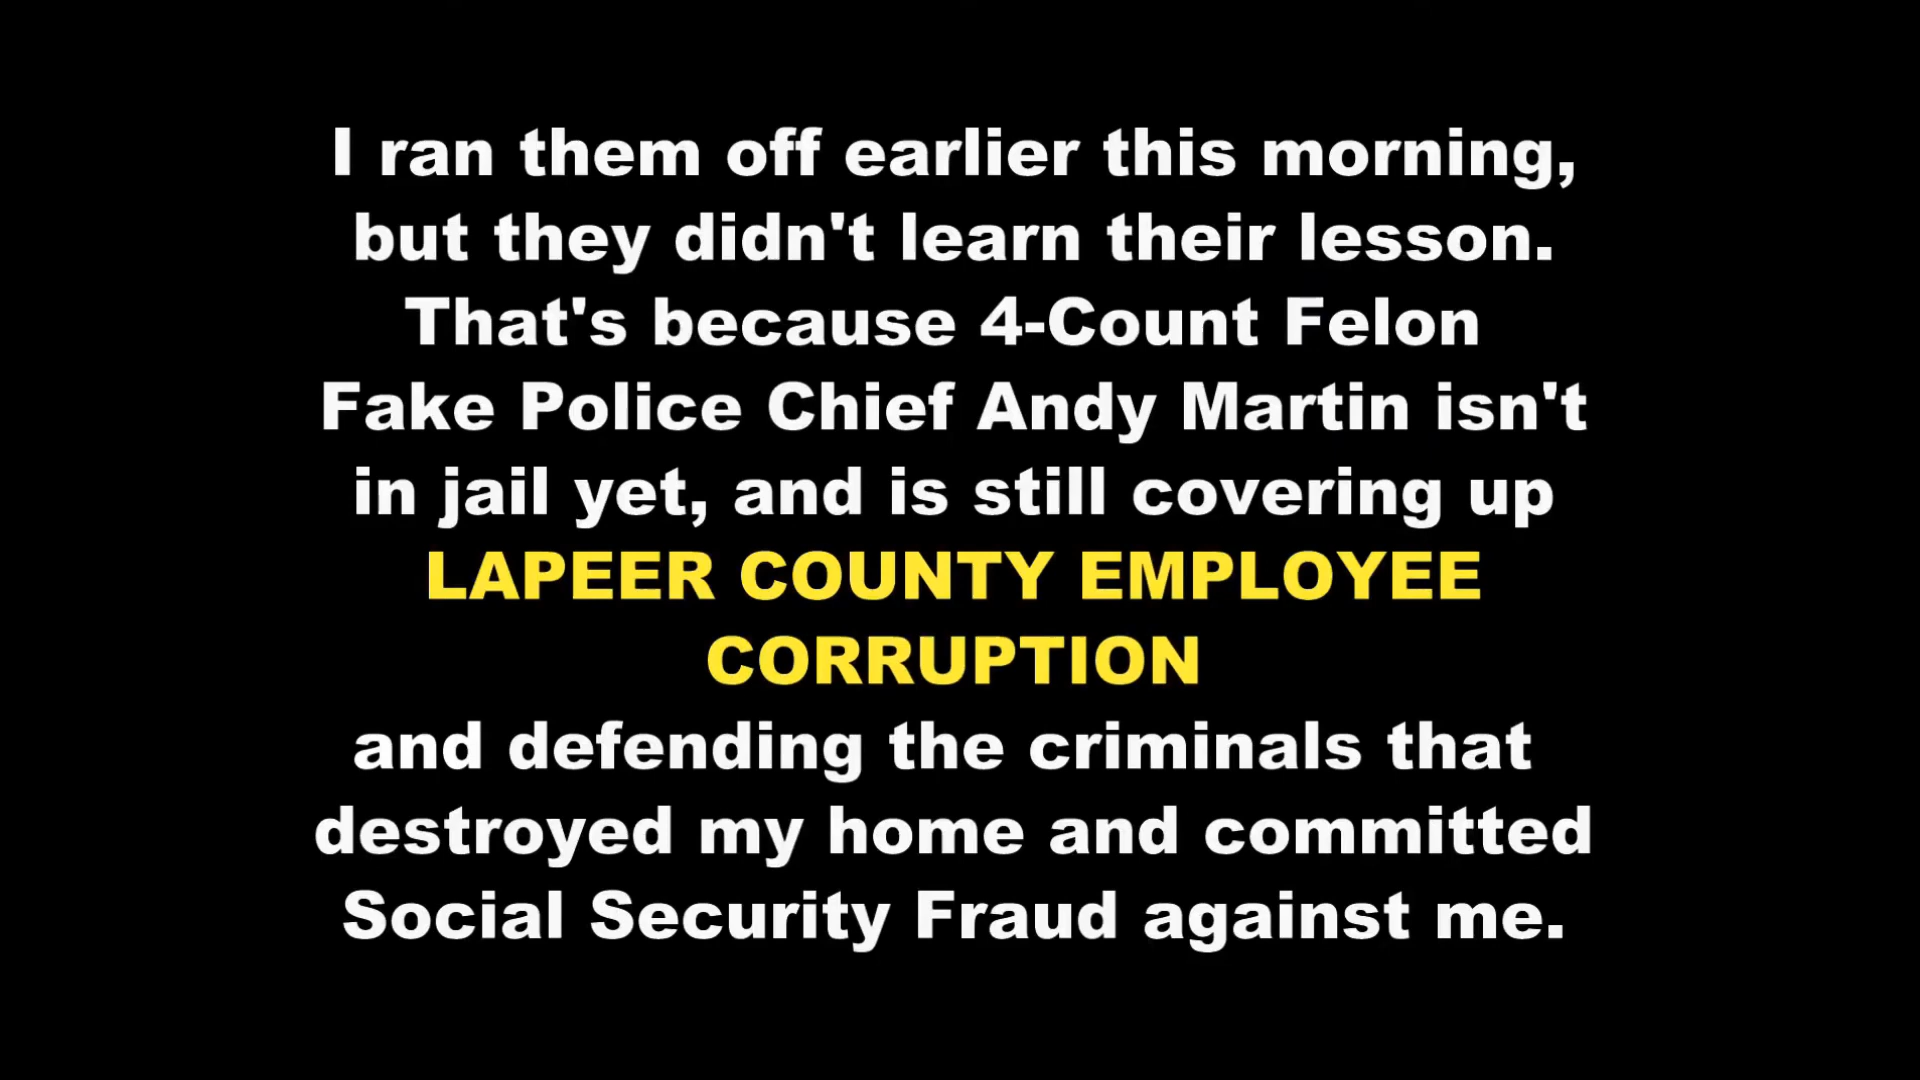 I ran them off earlier this morning,
but they didn't learn their lesson.
That's because 4-Count Felon
Fake Police Chief Andy Martin isn't
in jail yet, and is still covering up
LAPEER COUNTY EMPLOYEE
CORRUPTION
and defending the criminals that
destroyed my home and committed
Social Security Fraud against me.